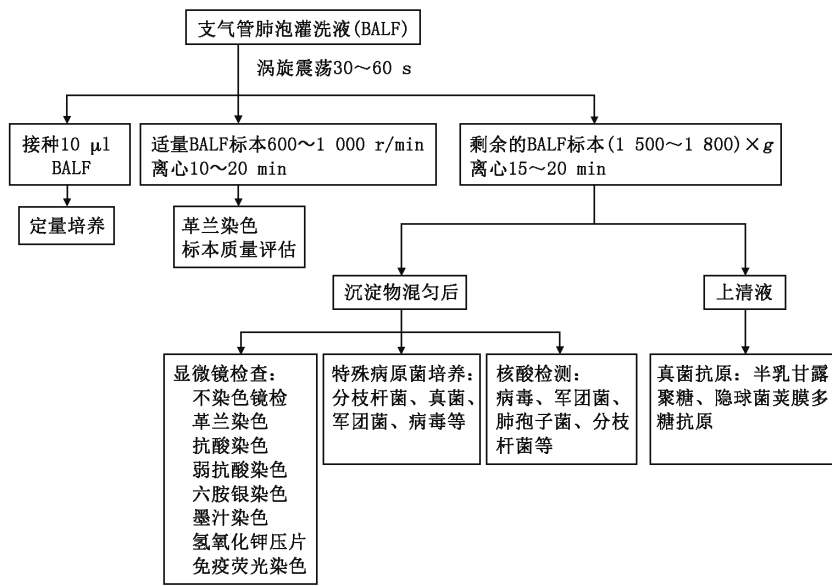 支气管肺泡灌洗液(BALF)
涡旋震荡30～60 s
接种10 μl
BALF
适量BALF标本600～1 000 r/min
离心10～20 min
剩余的BALF标本(1 500～1 800)×g
离心15～20 min
定量培养
革兰染色
标本质量评估
沉淀物混匀后
上清液
显微镜检查：
不染色镜检
革兰染色
抗酸染色
弱抗酸染色
六胺银染色
墨汁染色
氢氧化钾压片
免疫荧光染色
特殊病原菌培养：
分枝杆菌、真菌、
军团菌、病毒等
核酸检测：
病毒、军团菌、
肺孢子菌、分枝
杆菌等
真菌抗原：半乳甘露
聚糖、隐球菌荚膜多
糖抗原